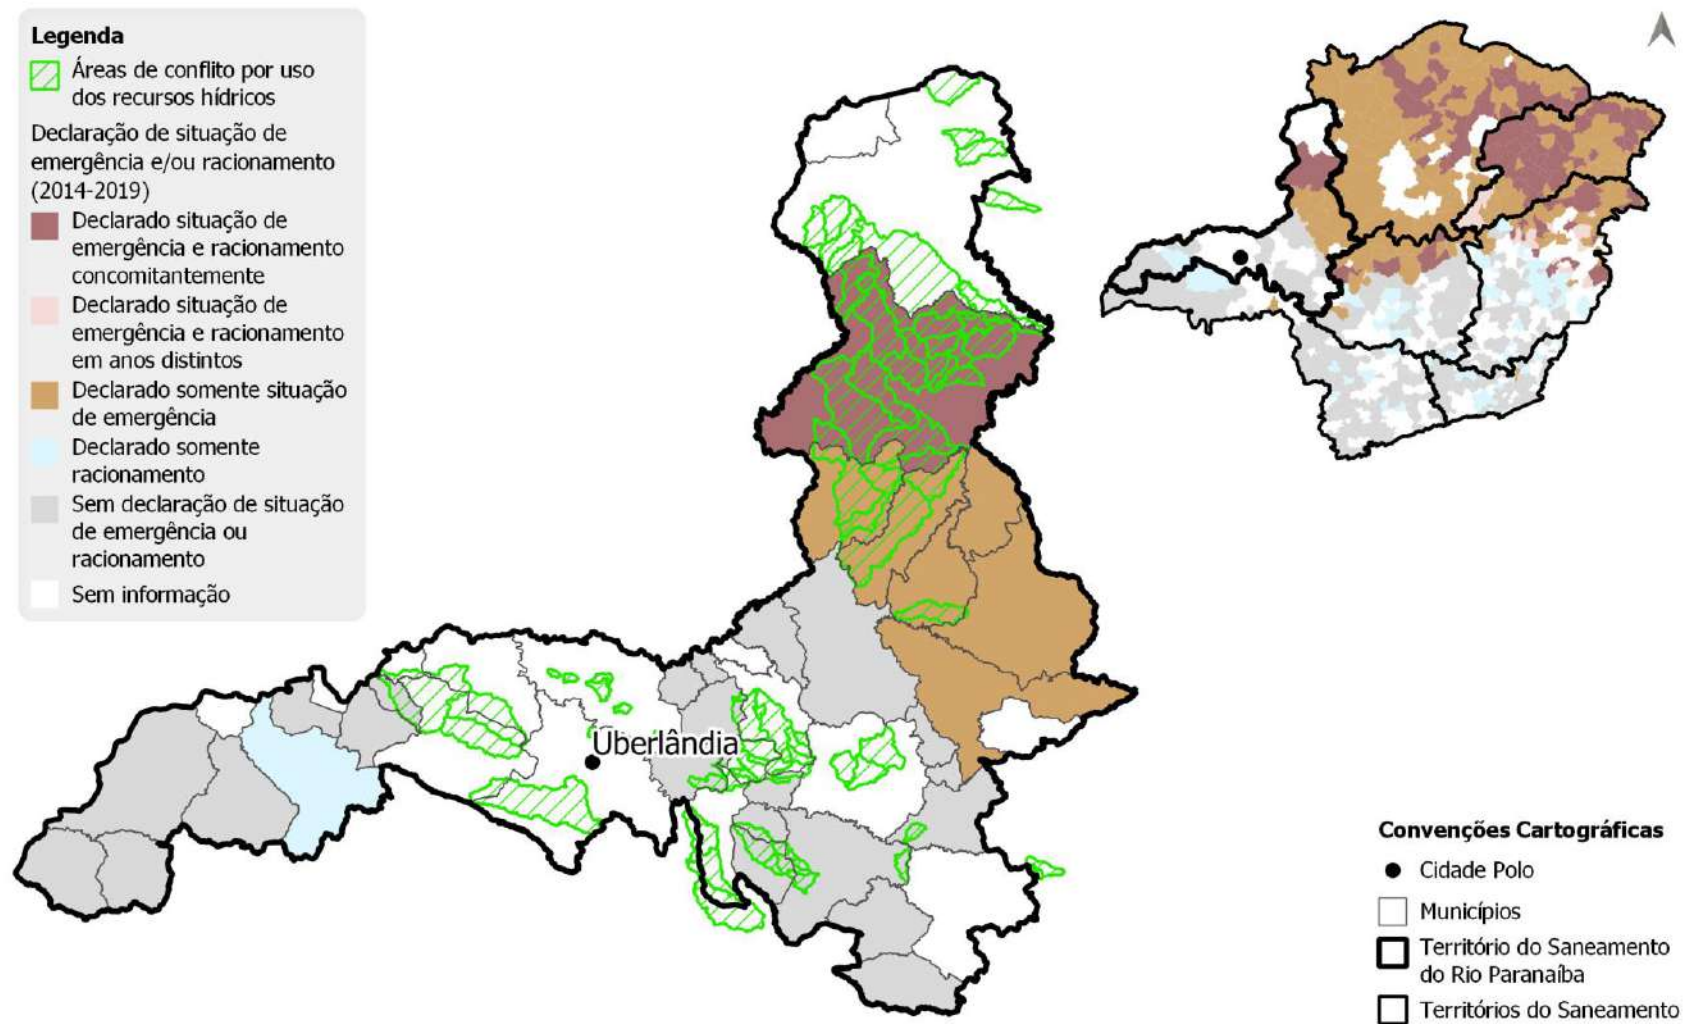 Legenda
Áreas de conflito por uso
dos recursos hídricos
Declaração de situação de
emergência e/ou racionamento
(2014-2019)
Declarado situação de
emergência e racionamento
concomitantemente
Declarado situação de
emergência e racionamento
em anos distintos
Declarado somente situação
de emergência
Declarado somente
racionamento
Sem declaração de situação
de emergência ou
racionamento
Sem informação
Uberlândia
Convenções Cartográficas
Cidade Polo
Municípios
Território do Saneamento
do Rio Paranaíba
Territórios do Saneamento